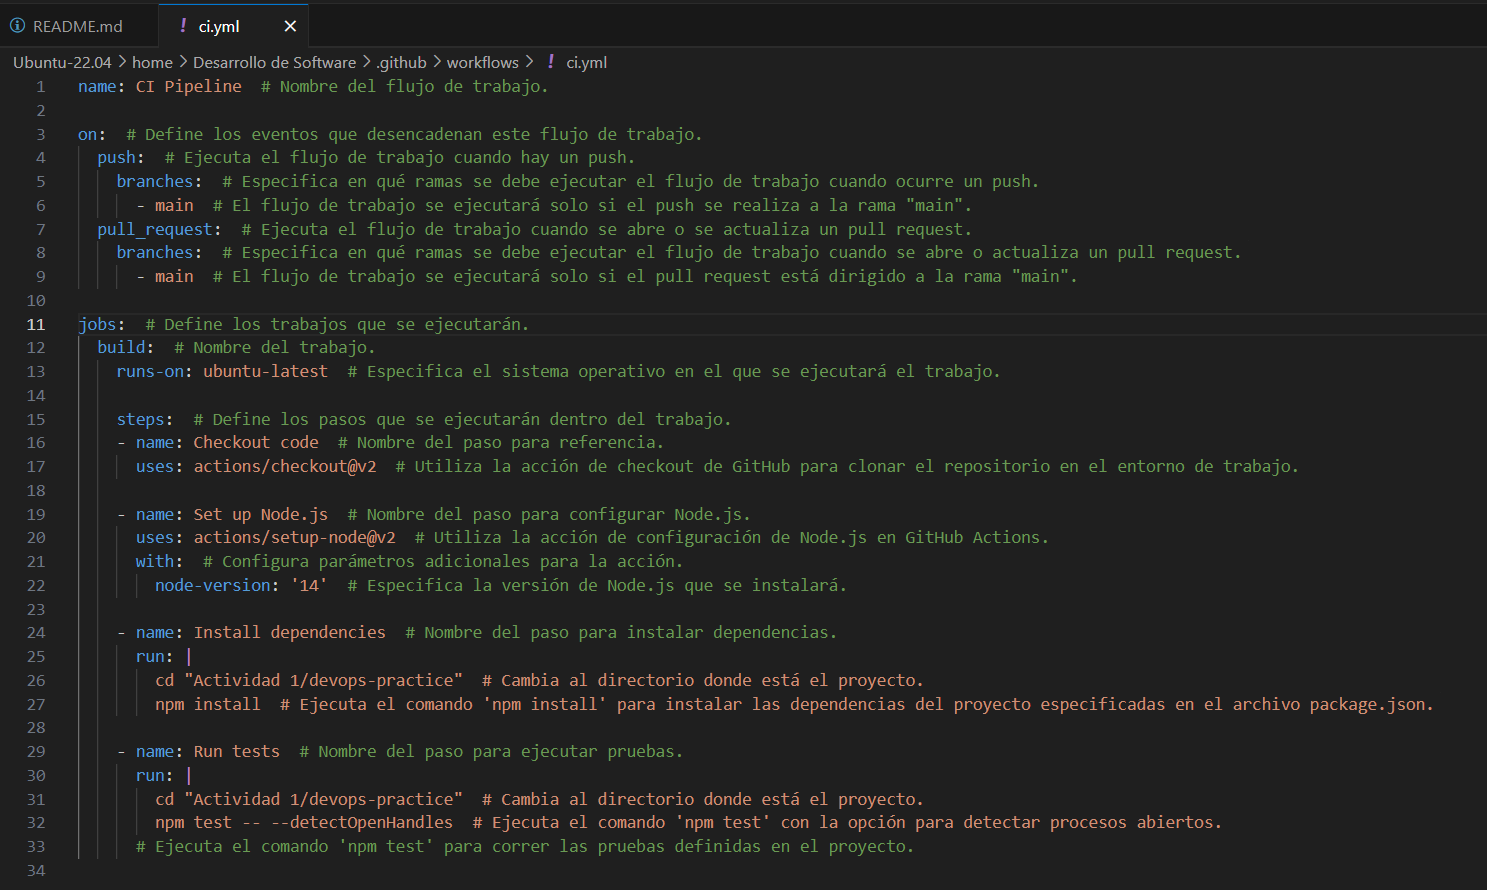 README.md
! ci.yml ×
Ubuntu-22.04 > home > Desarrollo de Software > .github > workflows > ! ci.yml
1 name: CI Pipeline  # Nombre del flujo de trabajo.
2
3 on:  # Define los eventos que desencadenan este flujo de trabajo.
4   push:  # Ejecuta el flujo de trabajo cuando hay un push.
5     branches:  # Especifica en qué ramas se debe ejecutar el flujo de trabajo cuando ocurre un push.
6       - main  # El flujo de trabajo se ejecutará solo si el push se realiza a la rama "main".
7   pull_request:  # Ejecuta el flujo de trabajo cuando se abre o se actualiza un pull request.
8     branches:  # Especifica en qué ramas se debe ejecutar el flujo de trabajo cuando se abre o actualiza un pull request.
9       - main  # El flujo de trabajo se ejecutará solo si el pull request está dirigido a la rama "main".
10
11 jobs:  # Define los trabajos que se ejecutarán.
12   build:  # Nombre del trabajo.
13     runs-on: ubuntu-latest  # Especifica el sistema operativo en el que se ejecutará el trabajo.
14
15     steps:  # Define los pasos que se ejecutarán dentro del trabajo.
16     - name: Checkout code  # Nombre del paso para referencia.
17       uses: actions/checkout@v2  # Utiliza la acción de checkout de GitHub para clonar el repositorio en el entorno de trabajo.
18
19     - name: Set up Node.js  # Nombre del paso para configurar Node.js.
20       uses: actions/setup-node@v2  # Utiliza la acción de configuración de Node.js en GitHub Actions.
21       with:  # Configura parámetros adicionales para la acción.
22         node-version: '14'  # Especifica la versión de Node.js que se instalará.
23
24     - name: Install dependencies  # Nombre del paso para instalar dependencias.
25       run: |
26         cd "Actividad 1/devops-practice"  # Cambia al directorio donde está el proyecto.
27         npm install  # Ejecuta el comando 'npm install' para instalar las dependencias del proyecto especificadas en el archivo package.json.
28
29     - name: Run tests  # Nombre del paso para ejecutar pruebas.
30       run: |
31         cd "Actividad 1/devops-practice"  # Cambia al directorio donde está el proyecto.
32         npm test -- --detectOpenHandles  # Ejecuta el comando 'npm test' con la opción para detectar procesos abiertos.
33       # Ejecuta el comando 'npm test' para correr las pruebas definidas en el proyecto.
34